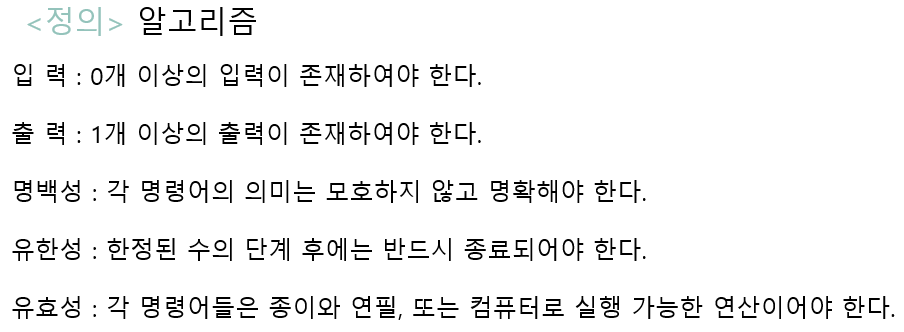 <정의> 알고리즘
입 력 : 0개 이상의 입력이 존재하여야 한다.
출 력 : 1개 이상의 출력이 존재하여야 한다.
명백성 : 각 명령어의 의미는 모호하지 않고 명확해야 한다.
유한성 : 한정된 수의 단계 후에는 반드시 종료되어야 한다.
유효성 : 각 명령어들은 종이와 연필, 또는 컴퓨터로 실행 가능한 연산이어야 한다.